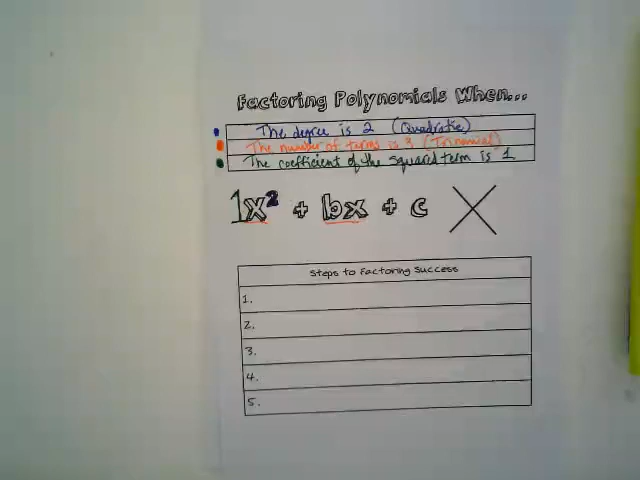 Factoring Polynomials When...
The degree is 2 (Quadratic)
The number of terms is 3 (Trinomial)
The coefficient of the squared term is 1
1x² + bx + c
Steps to Factoring Success
1.
2.
3.
4.
5.